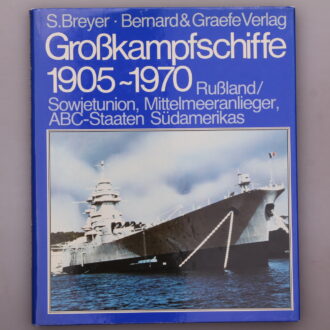 S.Breyer · Bernard & Graefe Verlag
Großkampfschiffe
1905~1970 Rußland/
Sowjetunion, Mittelmeeranlieger,
ABC-Staaten Südamerikas